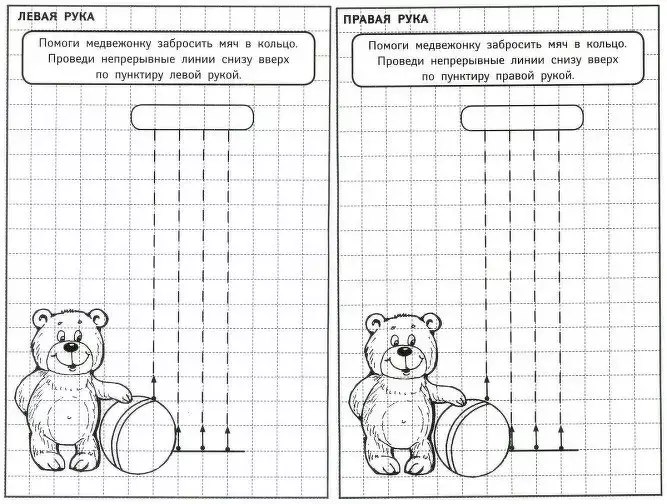 ЛЕВАЯ РУКА
Помоги медвежонку забросить мяч в кольцо.
Проведи непрерывные линии снизу вверх
по пунктиру левой рукой.
ПРАВАЯ РУКА
Помоги медвежонку забросить мяч в кольцо.
Проведи непрерывные линии снизу вверх
по пунктиру правой рукой.